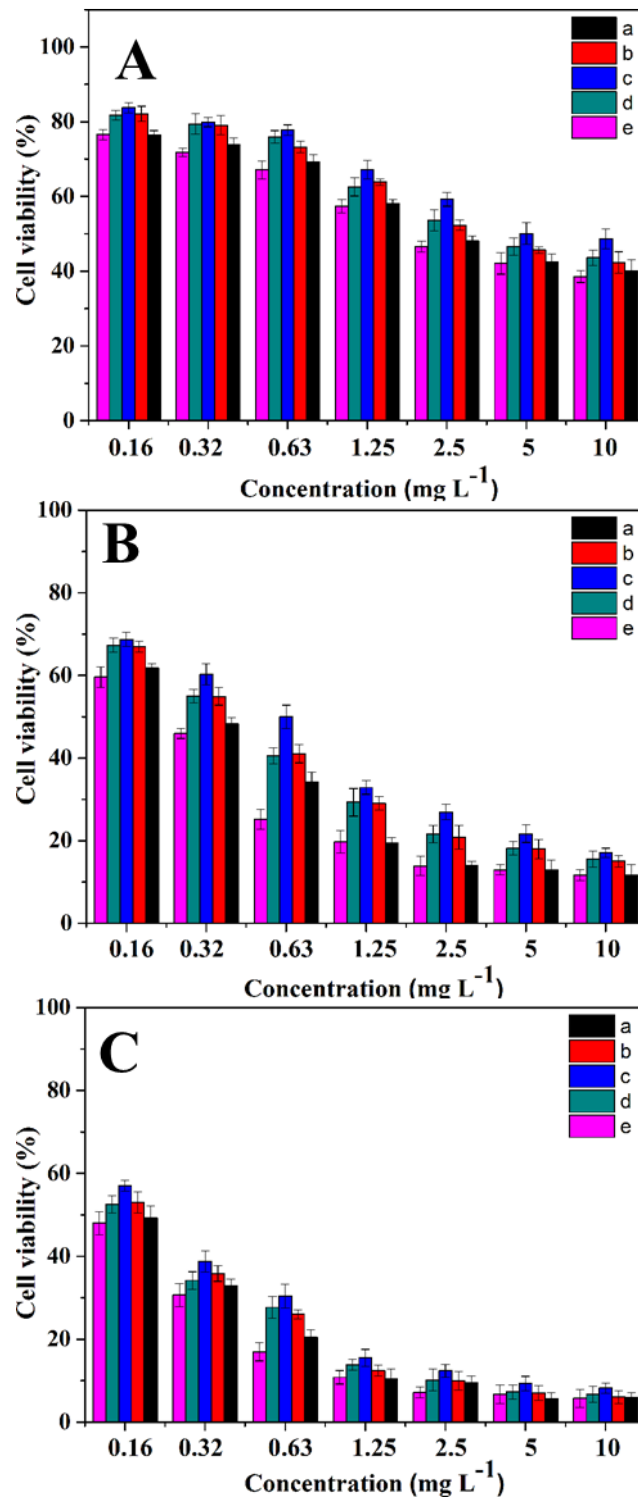 A
a
b
c
d
e
Cell viability (%)
100
80
60
40
20
0
0.16 0.32 0.63 1.25 2.5 5 10
Concentration (mg L⁻¹)
B
a
b
c
d
e
Cell viability (%)
100
80
60
40
20
0
0.16 0.32 0.63 1.25 2.5 5 10
Concentration (mg L⁻¹)
C
a
b
c
d
e
Cell viability (%)
100
80
60
40
20
0
0.16 0.32 0.63 1.25 2.5 5 10
Concentration (mg L⁻¹)